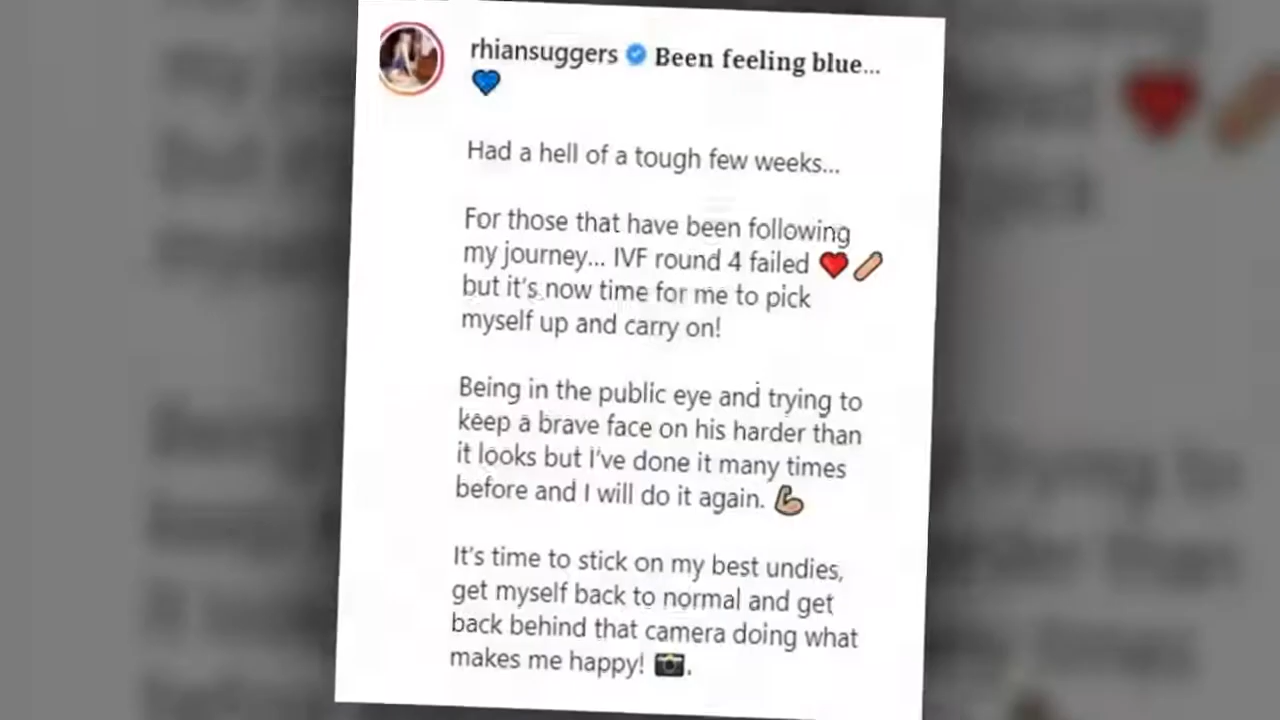 rhiansuggers Been feeling blue...
💙
Had a hell of a tough few weeks...
For those that have been following
my journey... IVF round 4 failed ❤️🩹
but it's now time for me to pick
myself up and carry on!
Being in the public eye and trying to
keep a brave face on his harder than
it looks but I've done it many times
before and I will do it again. 💪🏼
It's time to stick on my best undies,
get myself back to normal and get
back behind that camera doing what
makes me happy! 📷.